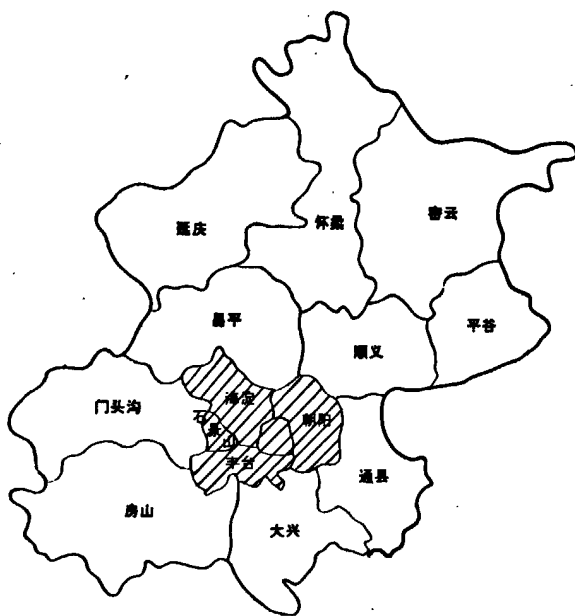 怀柔
密云
延庆
昌平
顺义
平谷
海淀
朝阳
门头沟
石景山
丰台
通县
房山
大兴